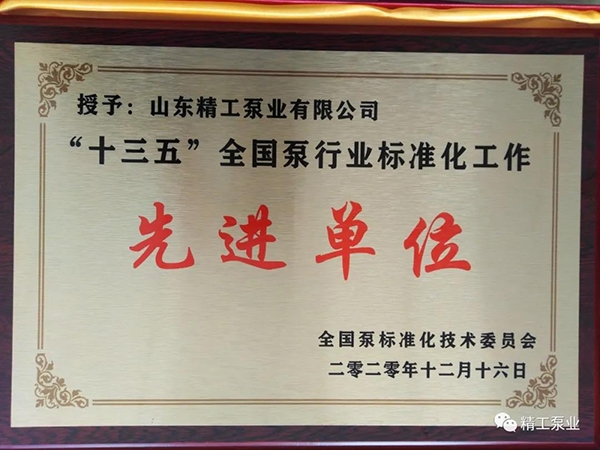 授予：山东精工泵业有限公司
“十三五”全国泵行业标准化工作
先进单位
全国泵标准化技术委员会
二零二零年十二月十六日
精工泵业